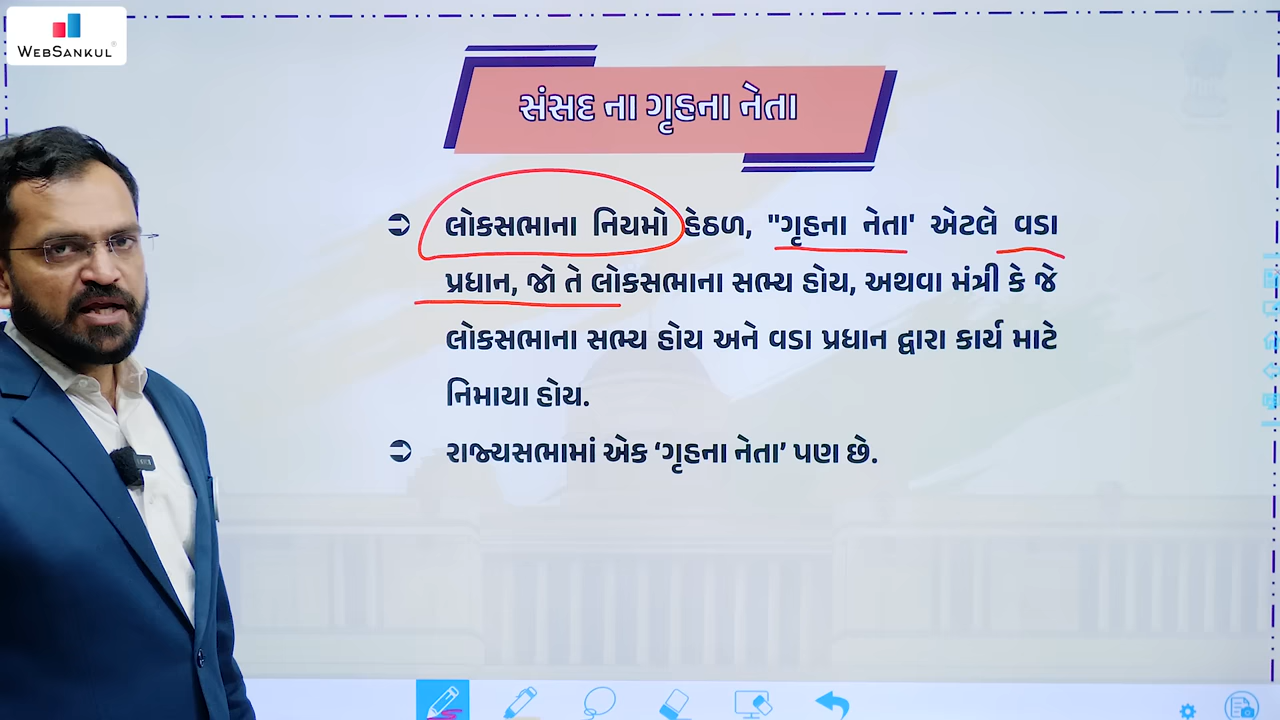 WEBSANKUL®
સંસદ ના ગૃહના નેતા
લોકસભાના નિયમો હેઠળ, "ગૃહના નેતા' એટલે વડા
પ્રધાન, જો તે લોકસભાના સભ્ય હોય, અથવા મંત્રી કે જે
લોકસભાના સભ્ય હોય અને વડા પ્રધાન દ્વારા કાર્ય માટે
નિમાયા હોય.
રાજ્યસભામાં એક ‘ગૃહના નેતા’ પણ છે.